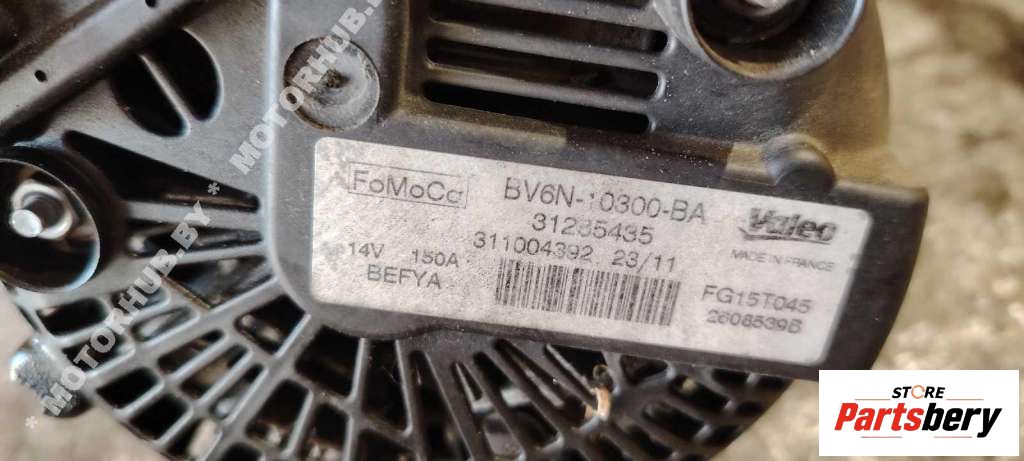 * MOTORHUB.BY * MOTORHUB.BY
FoMoCo
BV6N-10300-BA
31285435
311004392 23/11
14V 150A
BEFYA
Valeo
MADE IN FRANCE
FG15T045
2608539B
STORE
Partsbery